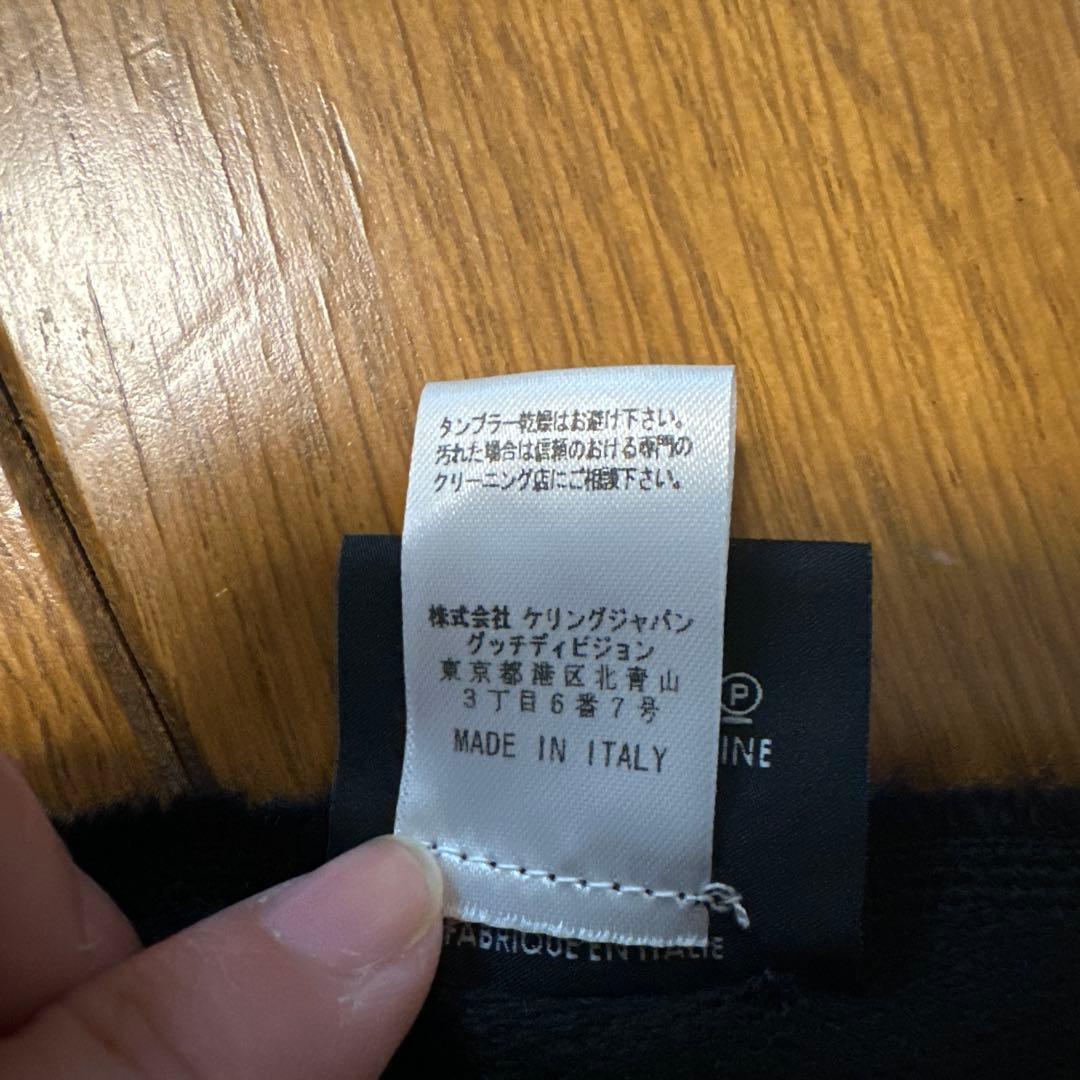 タンブラー乾燥はお避け下さい。
汚れた場合は信頼のおける専門の
クリーニング店にご相談下さい。
株式会社 ケリングジャパン
グッチディビジョン
東京都港区北青山
3丁目6番7号
MADE IN ITALY
P
INE
FABRIQUE EN ITALIE